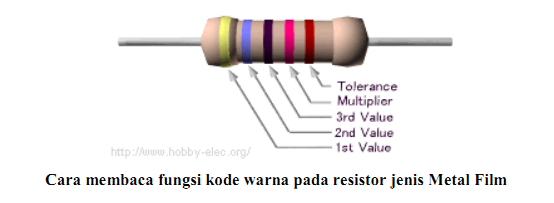 Tolerance
Multiplier
3rd Value
2nd Value
1st Value
http://www.hobby-elec.org/
Cara membaca fungsi kode warna pada resistor jenis Metal Film